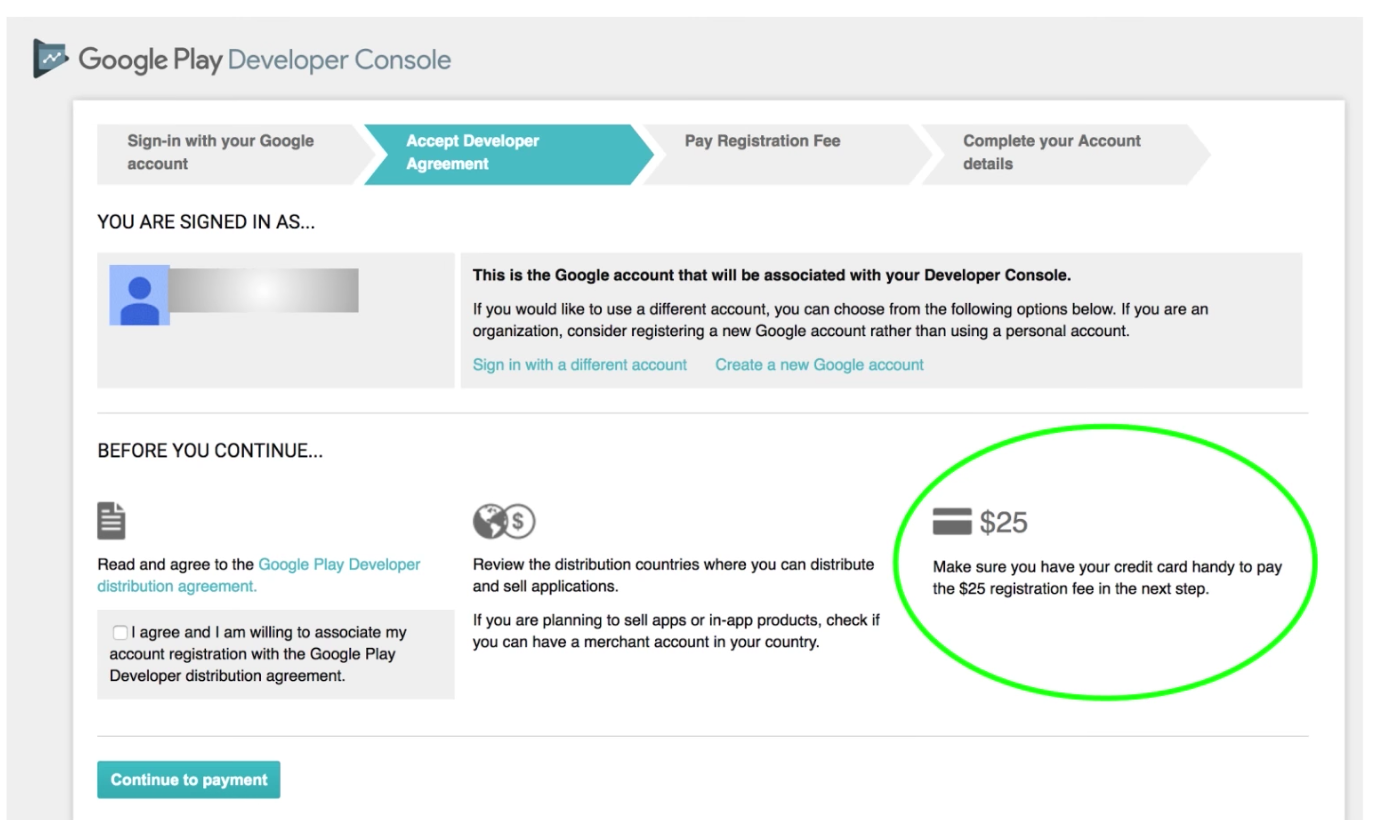 Google Play Developer Console
Sign-in with your Google
account
Accept Developer
Agreement
Pay Registration Fee
Complete your Account
details
YOU ARE SIGNED IN AS...
This is the Google account that will be associated with your Developer Console.
If you would like to use a different account, you can choose from the following options below. If you are an
organization, consider registering a new Google account rather than using a personal account.
Sign in with a different account
Create a new Google account
BEFORE YOU CONTINUE...
Read and agree to the Google Play Developer
distribution agreement.
I agree and I am willing to associate my
account registration with the Google Play
Developer distribution agreement.
$
Review the distribution countries where you can distribute
and sell applications.
If you are planning to sell apps or in-app products, check if
you can have a merchant account in your country.
$25
Make sure you have your credit card handy to pay
the $25 registration fee in the next step.
Continue to payment